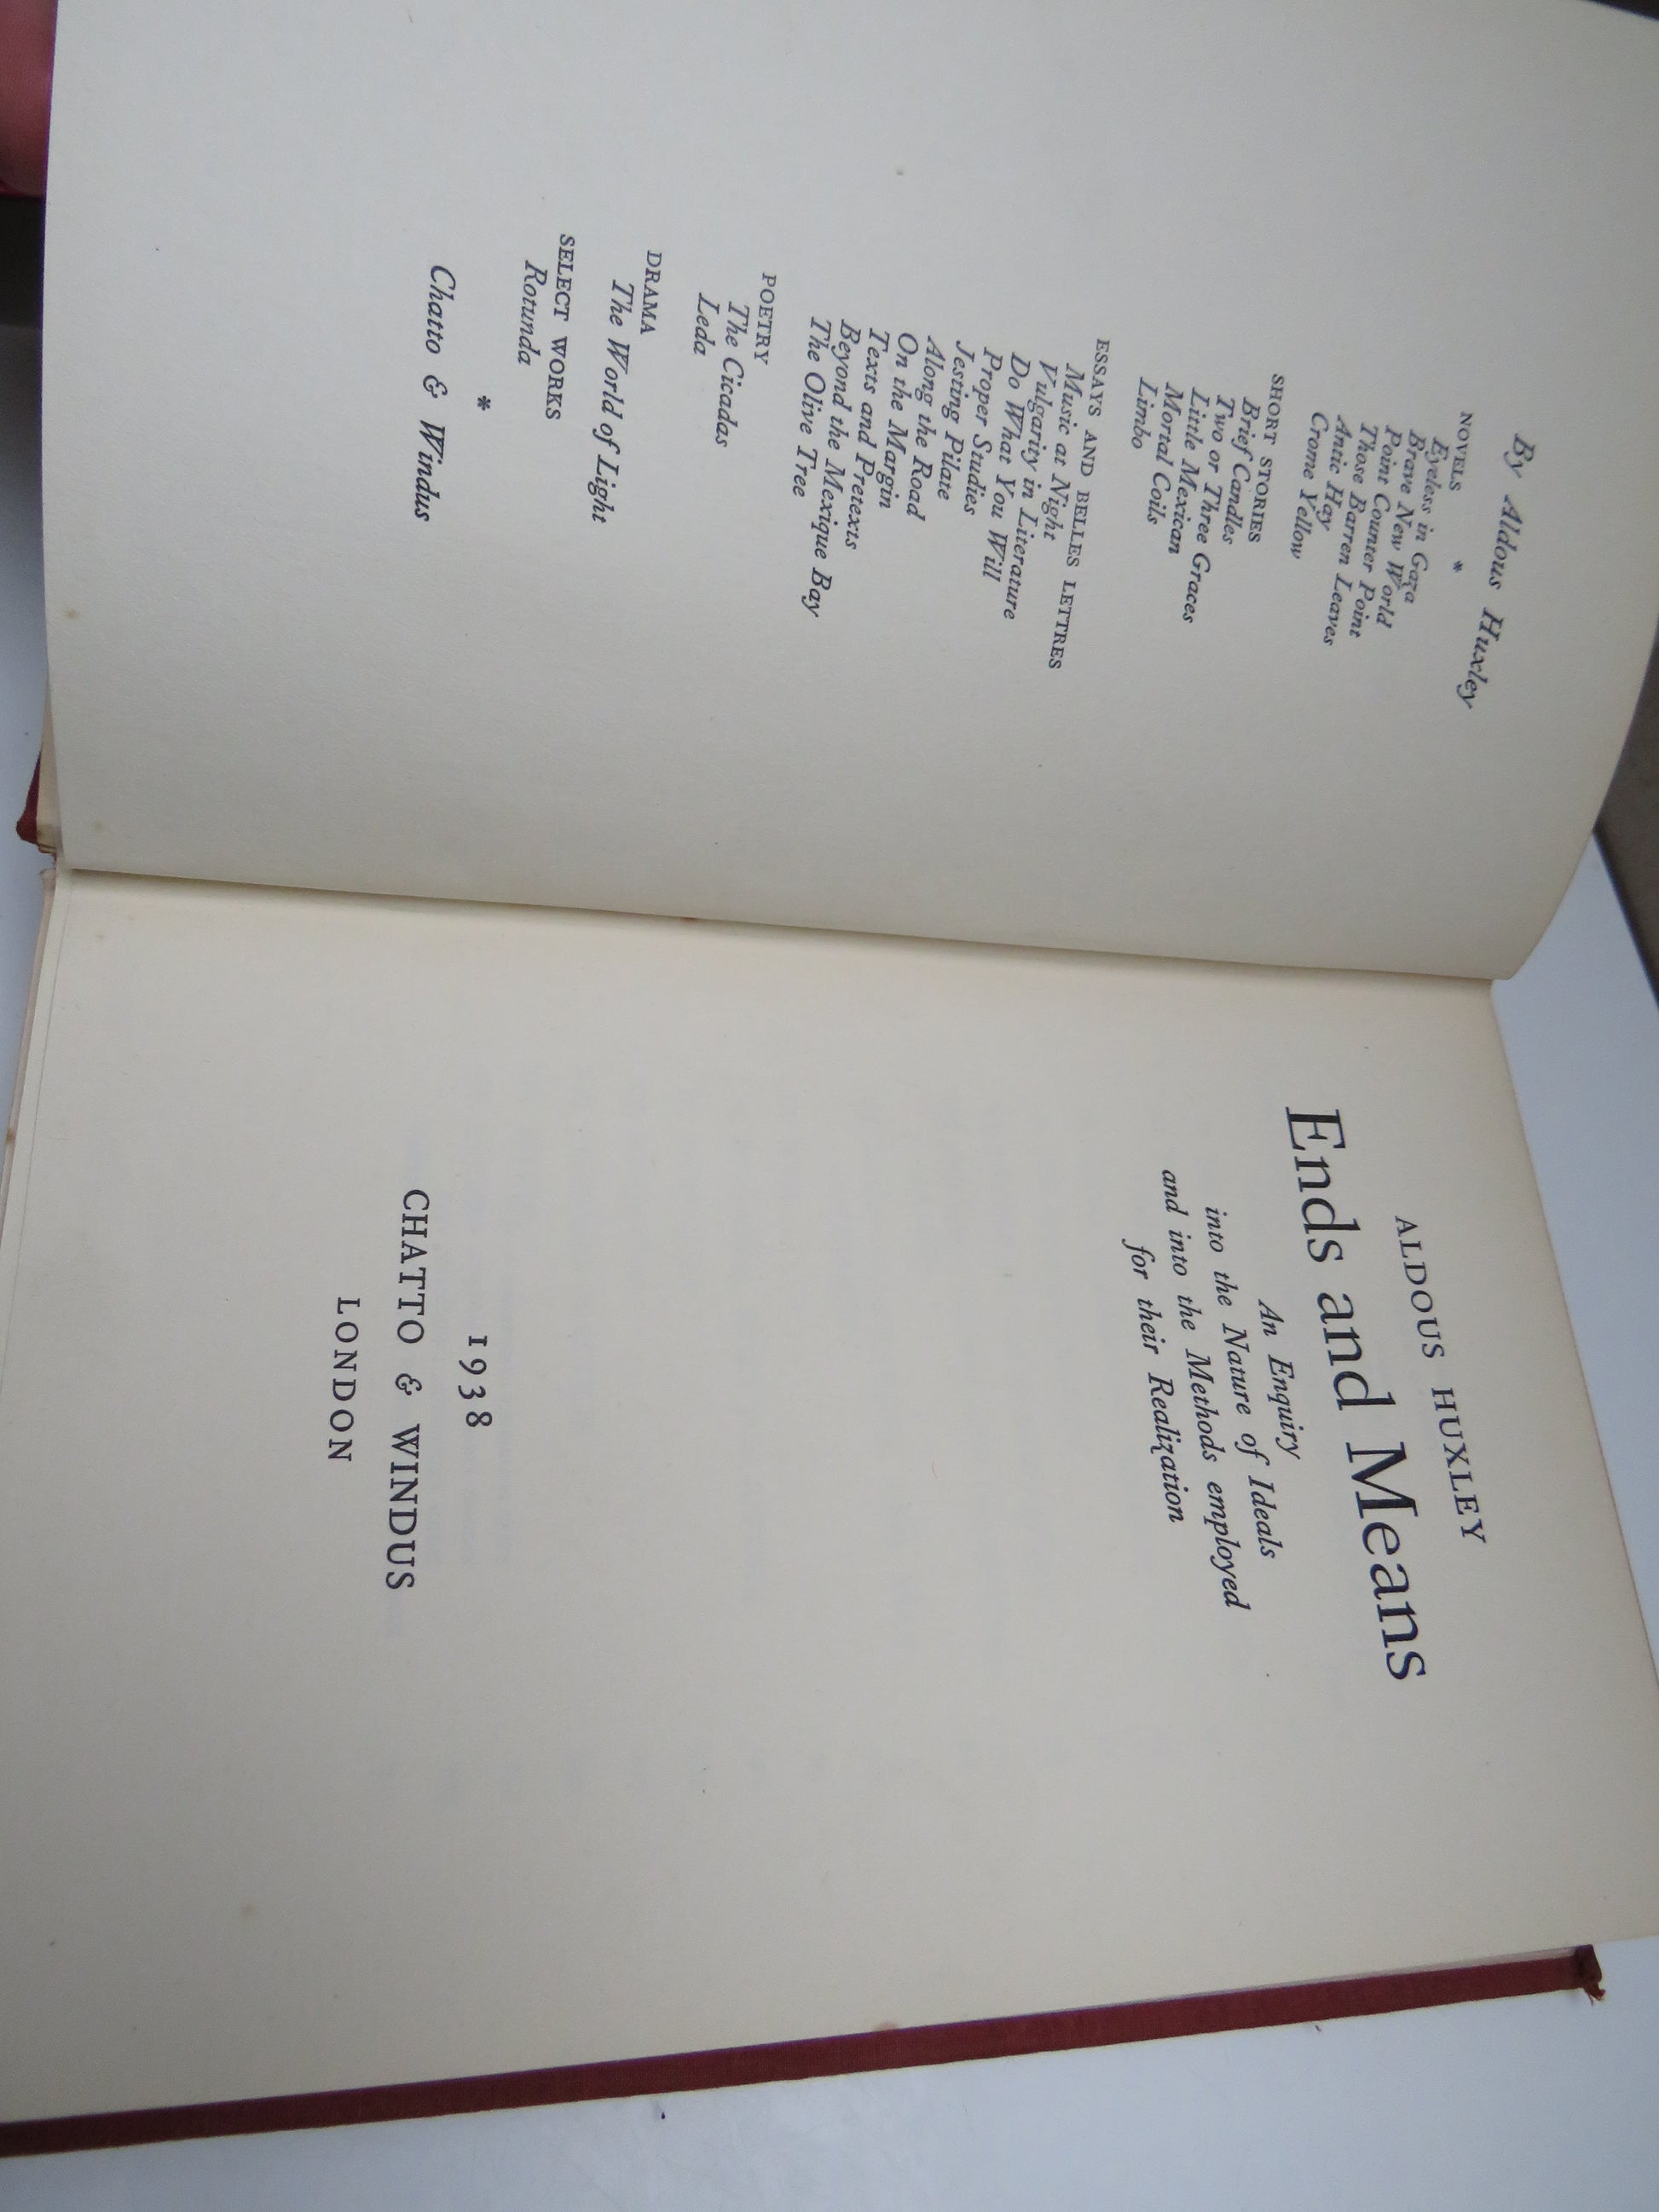 By Aldous Huxley
*
NOVELS
Eyeless in Gaza
Brave New World
Point Counter Point
Those Barren Leaves
Antic Hay
Crome Yellow
SHORT STORIES
Brief Candles
Two or Three Graces
Little Mexican
Mortal Coils
Limbo
ESSAYS AND BELLES LETTRES
Music at Night
Vulgarity in Literature
Do What You Will
Proper Studies
Jesting Pilate
Along the Road
On the Margin
Texts and Pretexts
Beyond the Mexique Bay
The Olive Tree
POETRY
The Cicadas
Leda
DRAMA
The World of Light
SELECT WORKS
Rotunda
*
Chatto & Windus
ALDOUS HUXLEY
Ends and Means
An Enquiry
into the Nature of Ideals
and into the Methods employed
for their Realization
1938
CHATTO & WINDUS
LONDON